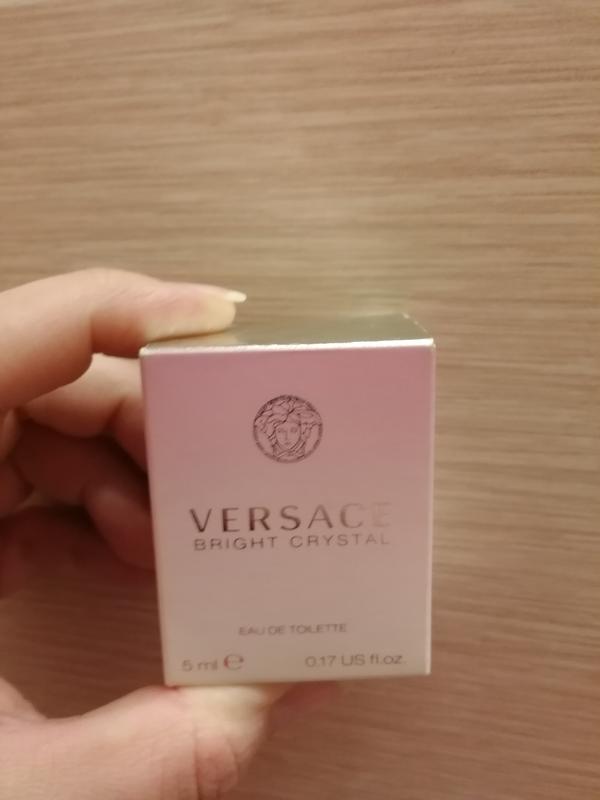 VERSACE
BRIGHT CRYSTAL
EAU DE TOILETTE
5 ml ℮ 0.17 US fl.oz.